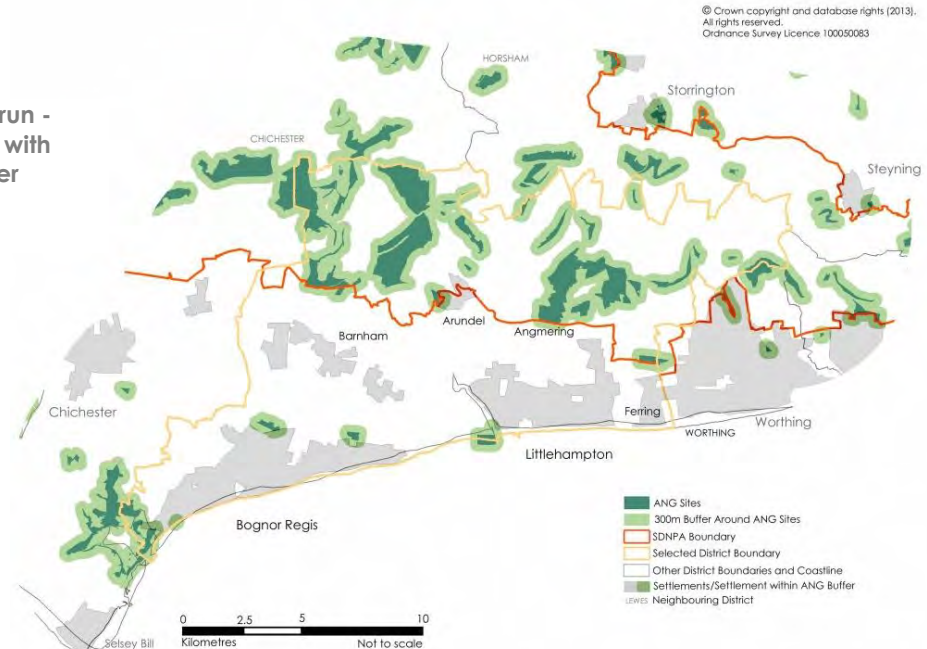 © Crown copyright and database rights (2013).
All rights reserved.
Ordnance Survey Licence 100050083
run -
with
er
HORSHAM
Storrington
CHICHESTER
Steyning
Arundel
Barnham
Angmering
Chichester
Ferring
WORTHING
Worthing
Littlehampton
Bognor Regis
ANG Sites
300m Buffer Around ANG Sites
SDNPA Boundary
Selected District Boundary
Other District Boundaries and Coastline
Settlements/Settlement within ANG Buffer
LEWES Neighbouring District
0 2.5 5 10
Kilometres Not to scale
Selsey Bill